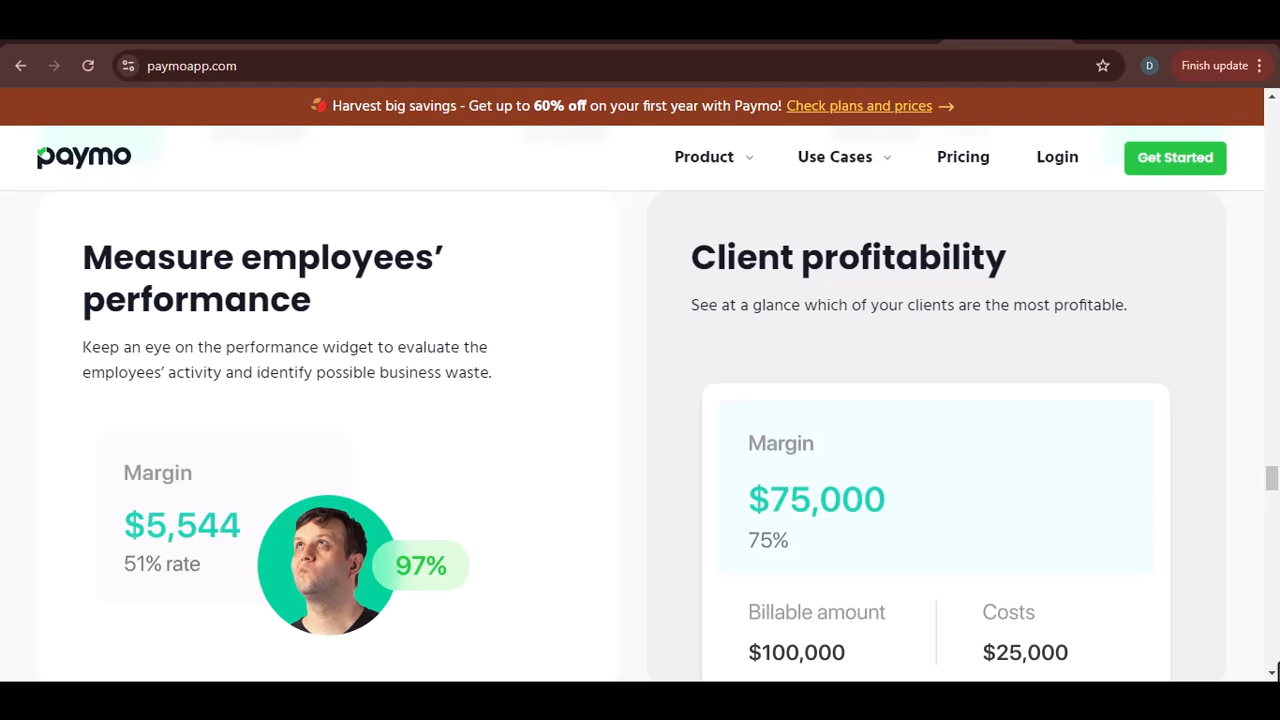 paymoapp.com
D
Finish update
Harvest big savings - Get up to 60% off on your first year with Paymo! Check plans and prices →
paymo
Product
Use Cases
Pricing
Login
Get Started
Measure employees’
performance
Keep an eye on the performance widget to evaluate the
employees’ activity and identify possible business waste.
Margin
$5,544
51% rate
97%
Client profitability
See at a glance which of your clients are the most profitable.
Margin
$75,000
75%
Billable amount
$100,000
Costs
$25,000